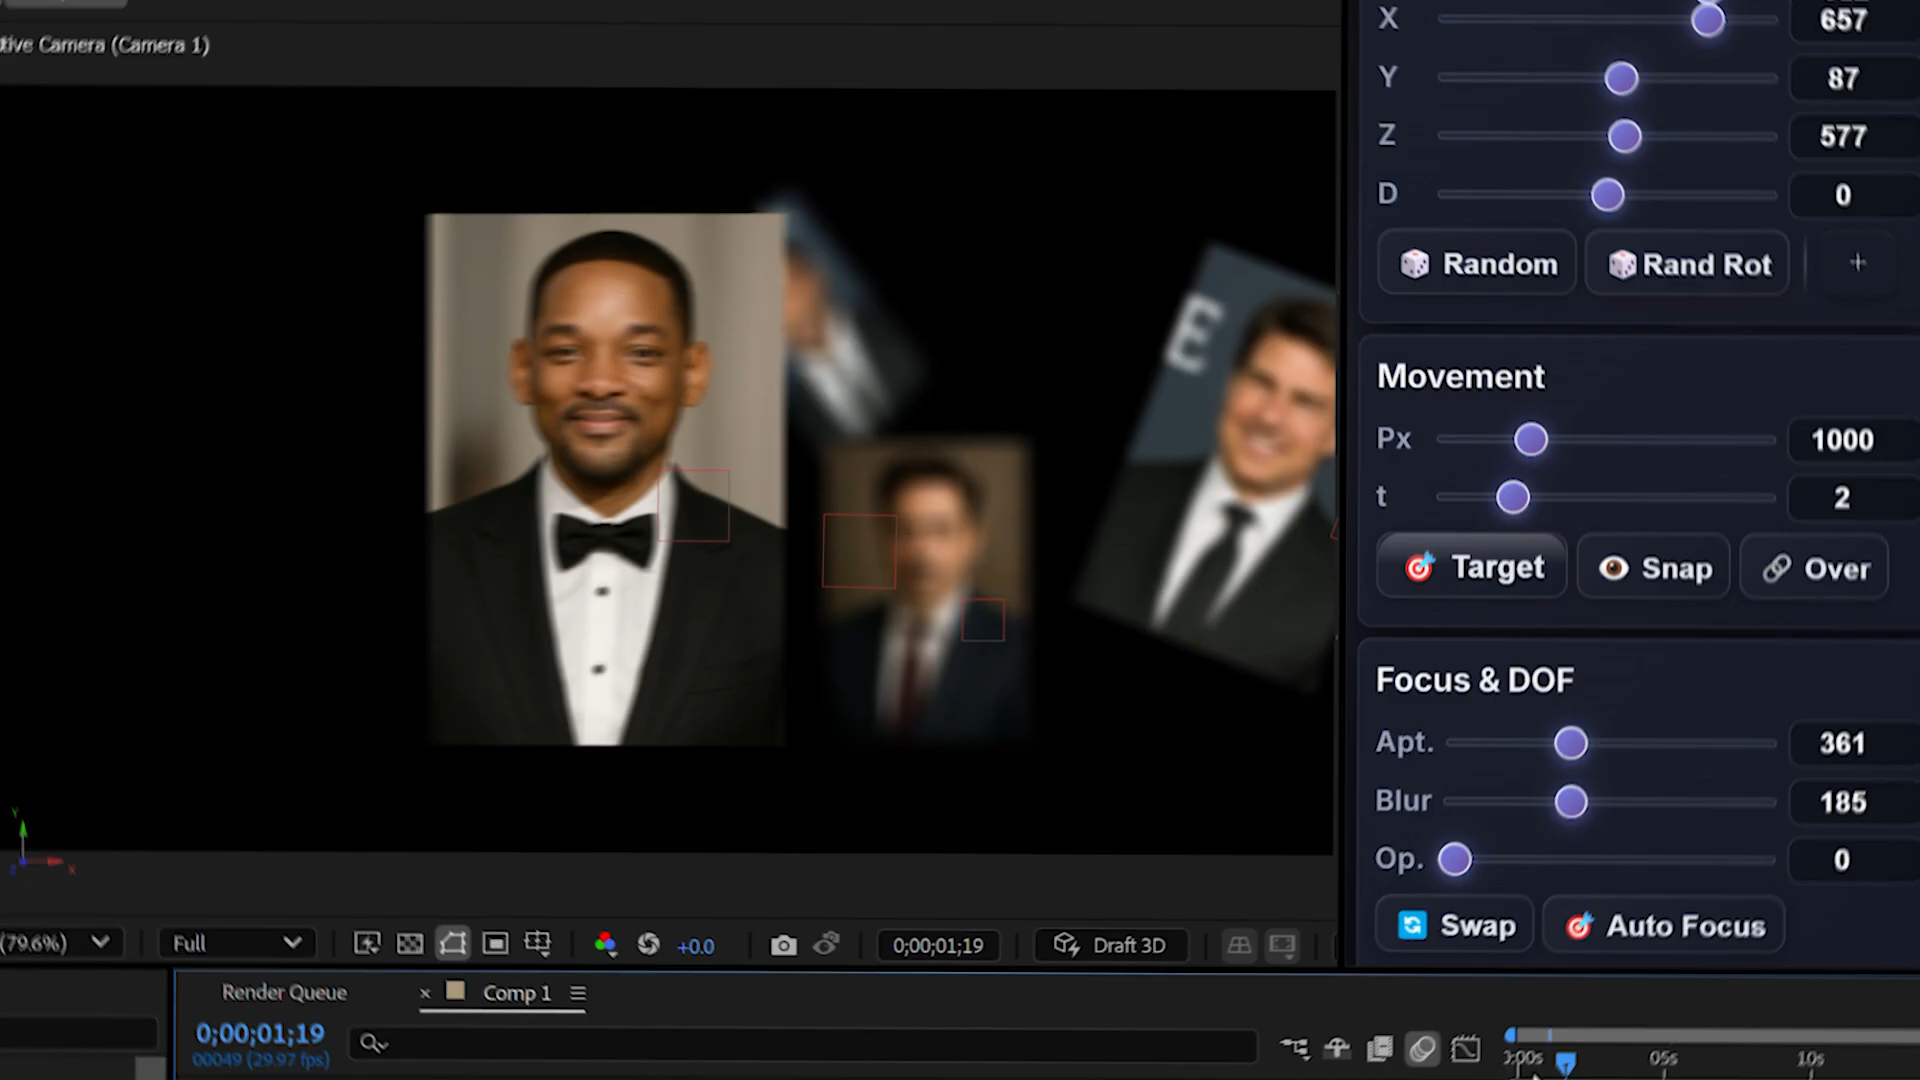 tive Camera (Camera 1)
X
657
Y
87
Z
577
D
0
Random
Rand Rot
+
E
Movement
Px
1000
t
2
Target
Snap
Over
Focus & DOF
Apt.
361
Blur
185
Op.
0
Swap
Auto Focus
Y
Z
X
(79.6%)
Full
+0.0
0;00;01;19
Draft 3D
Render Queue
× Comp 1
0;00;01;19
00049 (29.97 fps)
0:00s
05s
10s